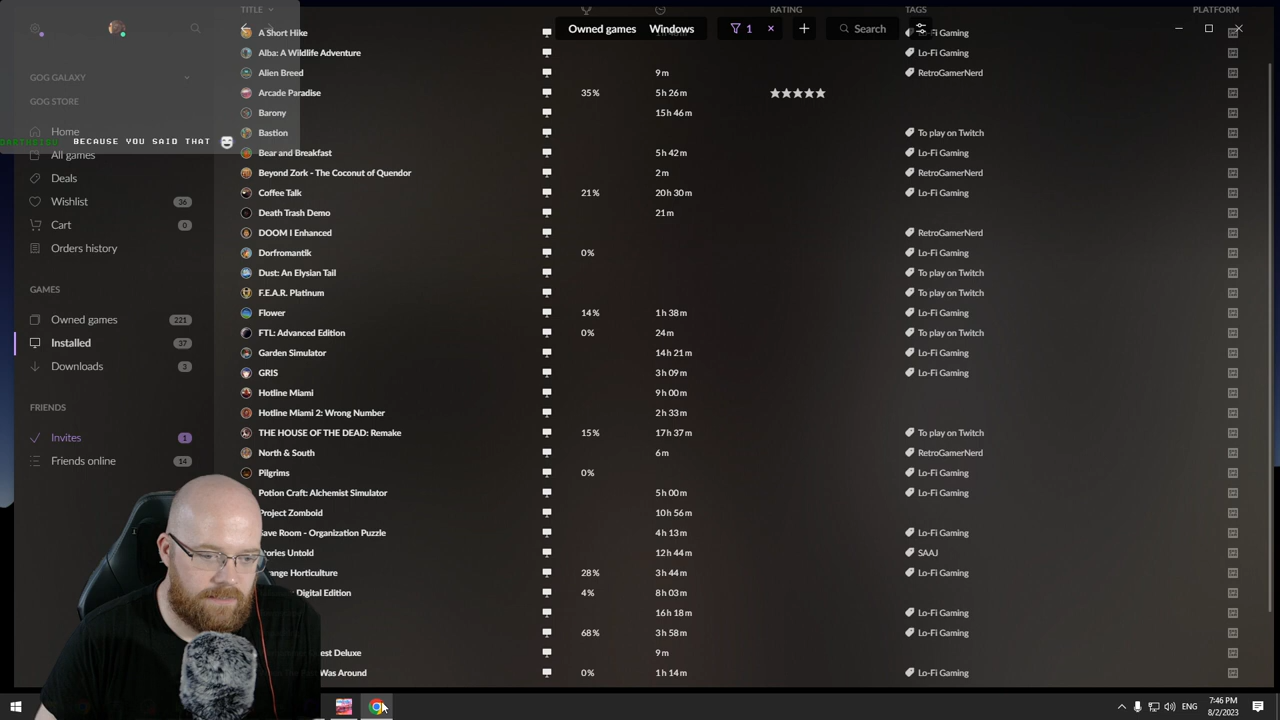 TITLE RATING TAGS PLATFORM
Owned games Windows 1 × + Search
A Short Hike Lo-Fi Gaming
Alba: A Wildlife Adventure Lo-Fi Gaming
Alien Breed 9 m RetroGamerNerd
Arcade Paradise 35% 5 h 26 m
Barony 15 h 46 m
Bastion To play on Twitch
Bear and Breakfast 5 h 42 m Lo-Fi Gaming
Beyond Zork - The Coconut of Quendor 2 m RetroGamerNerd
Coffee Talk 21 % 20 h 30 m Lo-Fi Gaming
Death Trash Demo 21 m
DOOM I Enhanced RetroGamerNerd
Dorfromantik 0% Lo-Fi Gaming
Dust: An Elysian Tail To play on Twitch
F.E.A.R. Platinum To play on Twitch
Flower 14 % 1 h 38 m Lo-Fi Gaming
FTL: Advanced Edition 0% 24 m To play on Twitch
Garden Simulator 14 h 21 m Lo-Fi Gaming
GRIS 3 h 09 m Lo-Fi Gaming
Hotline Miami 9 h 00 m
Hotline Miami 2: Wrong Number 2 h 33 m
THE HOUSE OF THE DEAD: Remake 15 % 17 h 37 m To play on Twitch
North & South 6 m RetroGamerNerd
Pilgrims 0% Lo-Fi Gaming
Potion Craft: Alchemist Simulator 5 h 00 m Lo-Fi Gaming
Project Zomboid 10 h 56 m
Save Room - Organization Puzzle 4 h 13 m Lo-Fi Gaming
tories Untold 12 h 44 m SAAJ
range Horticulture 28 % 3 h 44 m Lo-Fi Gaming
Digital Edition 4 % 8 h 03 m
16 h 18 m Lo-Fi Gaming
68 % 3 h 58 m Lo-Fi Gaming
est Deluxe 9 m
Was Around 0% 1 h 14 m Lo-Fi Gaming
GOG GALAXY
GOG STORE
Home
BECAUSE YOU SAID THAT
All games
Deals
Wishlist 36
Cart 0
Orders history
GAMES
Owned games 221
Installed 37
Downloads 3
FRIENDS
Invites 1
Friends online 14
ENG
7:46 PM
8/2/2023